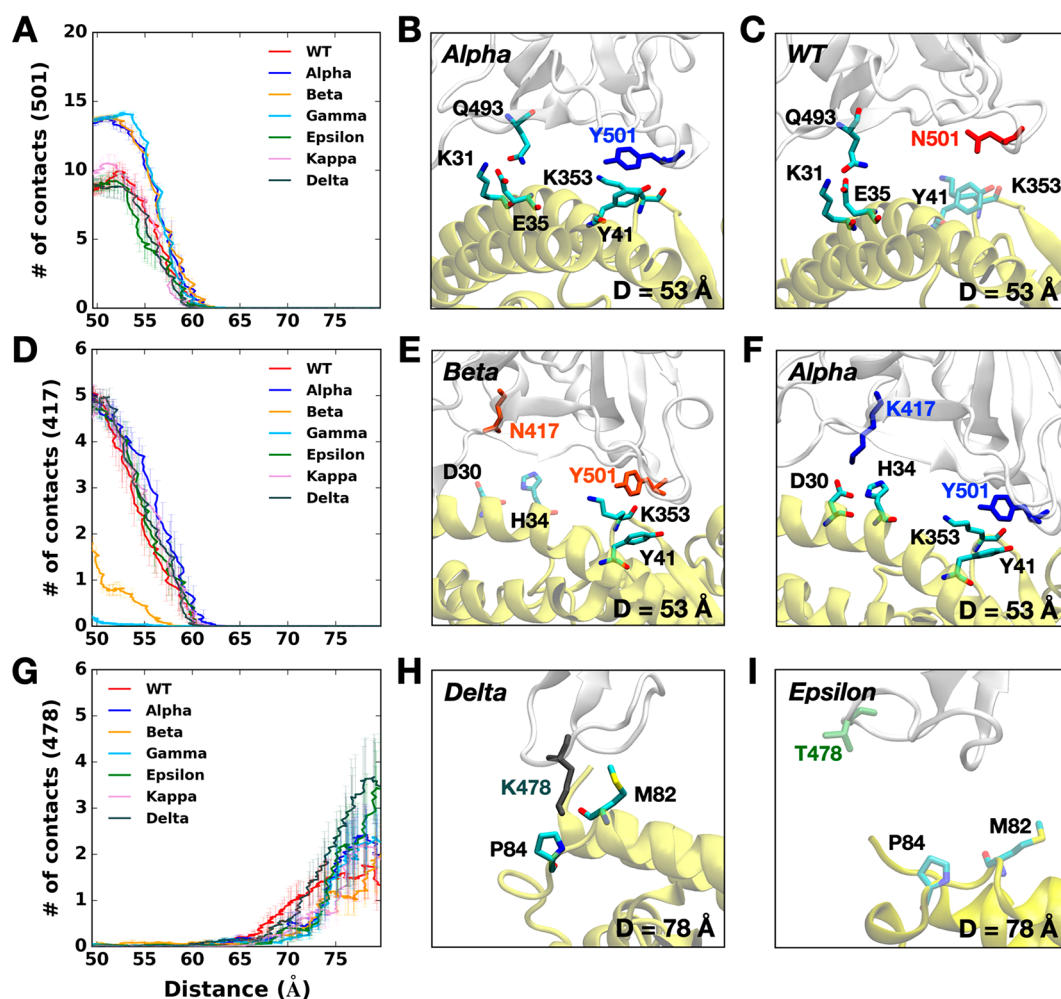 A
# of contacts (501)
20
15
10
5
0
50 55 60 65 70 75
WT
Alpha
Beta
Gamma
Epsilon
Kappa
Delta
B
Alpha
Q493
Y501
K31
K353
E35
Y41
D = 53 Å
C
WT
Q493
N501
K31
E35
K353
Y41
D = 53 Å
D
# of contacts (417)
6
5
4
3
2
1
0
50 55 60 65 70 75
WT
Alpha
Beta
Gamma
Epsilon
Kappa
Delta
E
Beta
N417
D30
Y501
H34
K353
Y41
D = 53 Å
F
Alpha
K417
D30
H34
Y501
K353
Y41
D = 53 Å
G
# of contacts (478)
6
5
4
3
2
1
0
50 55 60 65 70 75
Distance (Å)
WT
Alpha
Beta
Gamma
Epsilon
Kappa
Delta
H
Delta
K478
M82
P84
D = 78 Å
I
Epsilon
T478
P84
M82
D = 78 Å